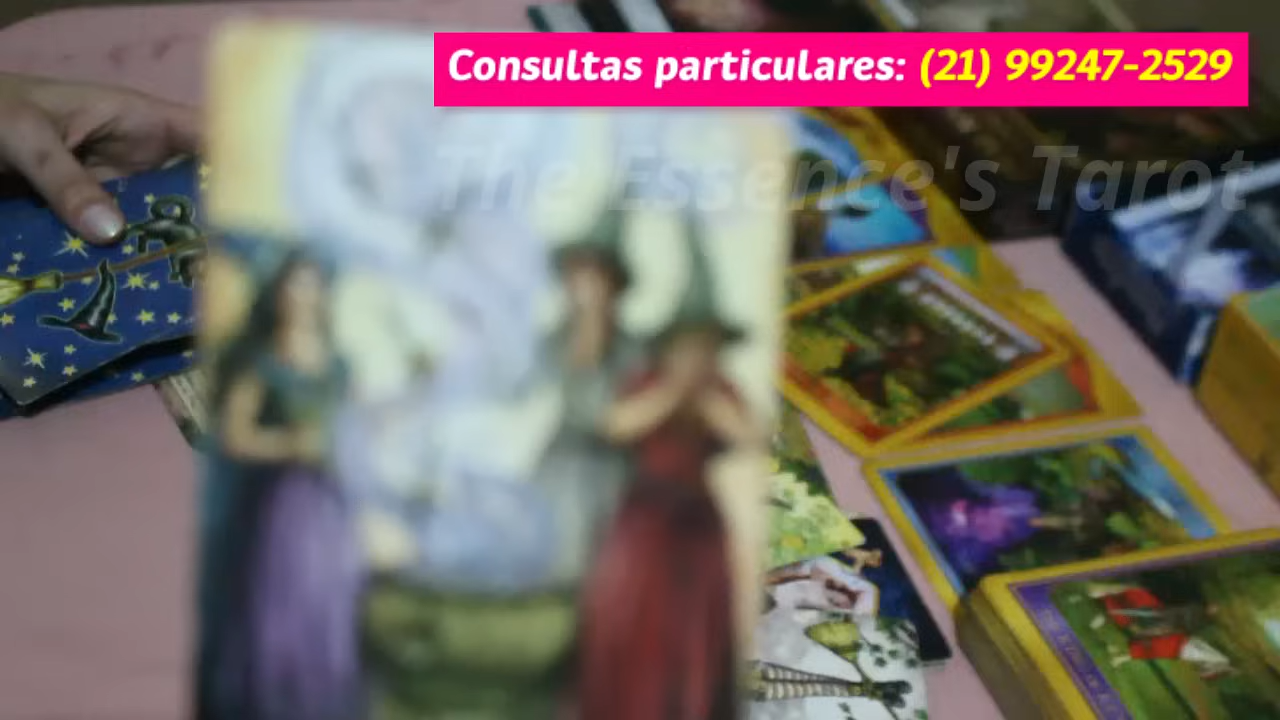 Consultas particulares: (21) 99247-2529
The Essence's Tarot